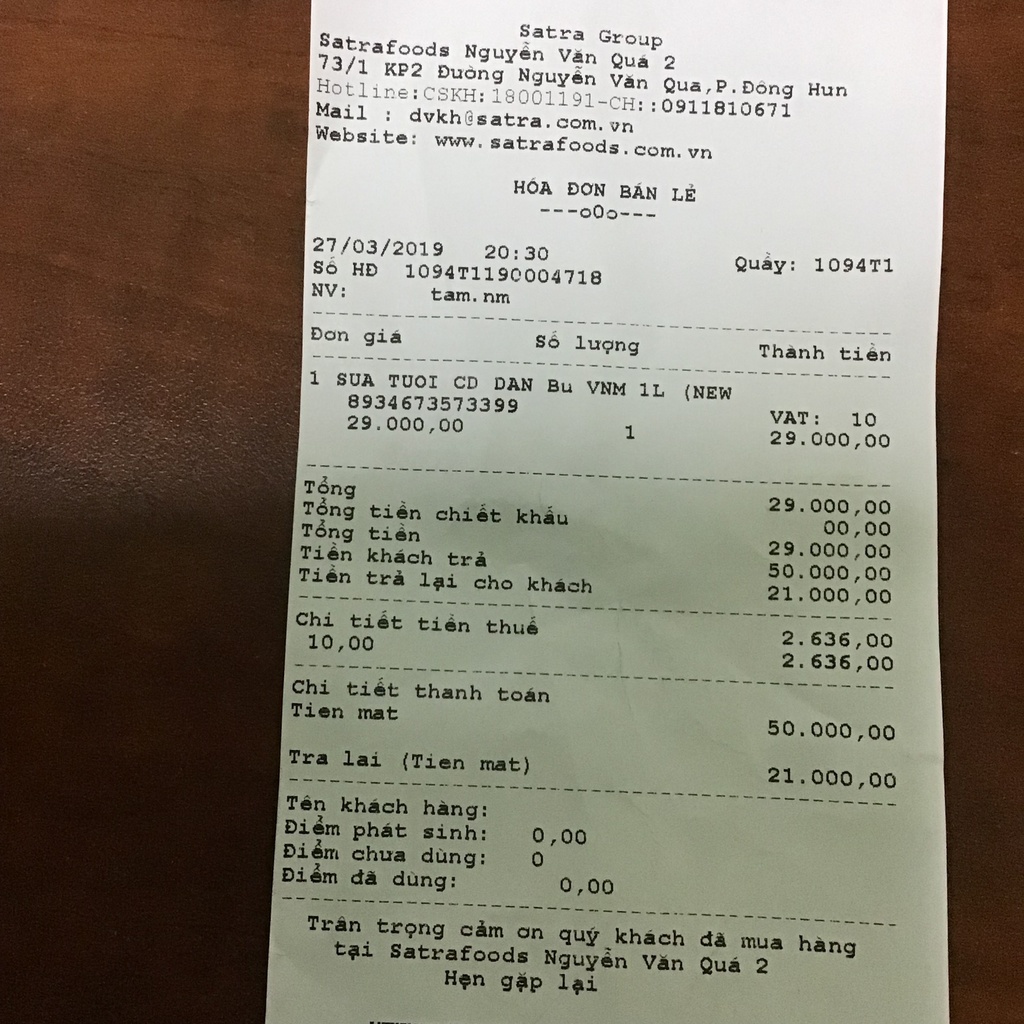 Satra Group
Satrafoods Nguyễn Văn Quá 2
73/1 KP2 Đuờng Nguyễn Văn Qua,P.Đông Hun
Hotline:CSKH:18001191-CH::0911810671
Mail : dvkh@satra.com.vn
Website: www.satrafoods.com.vn
HÓA ĐƠN BÁN LẺ
---oOo---
27/03/2019 20:30 Quầy: 1094T1
Số HĐ 1094T1190004718
NV: tam.nm
Đơn giá Số lượng Thành tiền
1 SUA TUOI CD DAN Bu VNM 1L (NEW
8934673573399 VAT: 10
29.000,00 1 29.000,00
Tổng 29.000,00
Tổng tiền chiết khấu 00,00
Tổng tiền 29.000,00
Tiền khách trả 50.000,00
Tiền trả lại cho khách 21.000,00
Chi tiết tiền thuế 2.636,00
10,00 2.636,00
Chi tiết thanh toán
Tien mat 50.000,00
Tra lai (Tien mat) 21.000,00
Tên khách hàng:
Điểm phát sinh: 0,00
Điểm chưa dùng: 0
Điểm đã dùng: 0,00
Trân trọng cảm ơn quý khách đã mua hàng
tại Satrafoods Nguyễn Văn Quá 2
Hẹn gặp lại